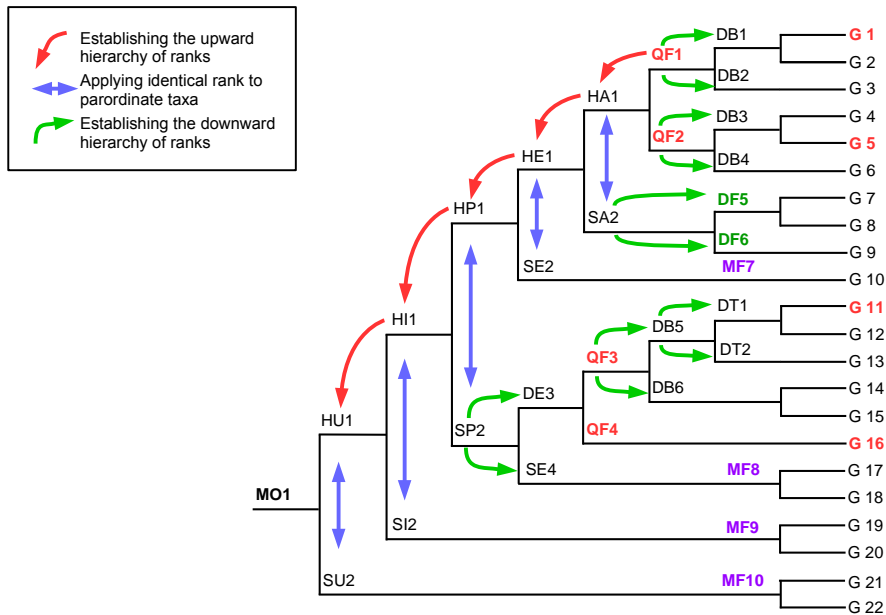 Establishing the upward
hierarchy of ranks
Applying identical rank to
parordinate taxa
Establishing the downward
hierarchy of ranks
DB1
G 1
QF1
G 2
DB2
G 3
HA1
DB3
G 4
QF2
G 5
HE1
DB4
G 6
DF5
G 7
HP1
SA2
G 8
DF6
G 9
SE2
MF7
G 10
DT1
G 11
HI1
DB5
G 12
QF3
DT2
G 13
DE3
DB6
G 14
G 15
HU1
SP2
QF4
G 16
SE4
MF8
G 17
MO1
G 18
SI2
MF9
G 19
G 20
SU2
MF10
G 21
G 22